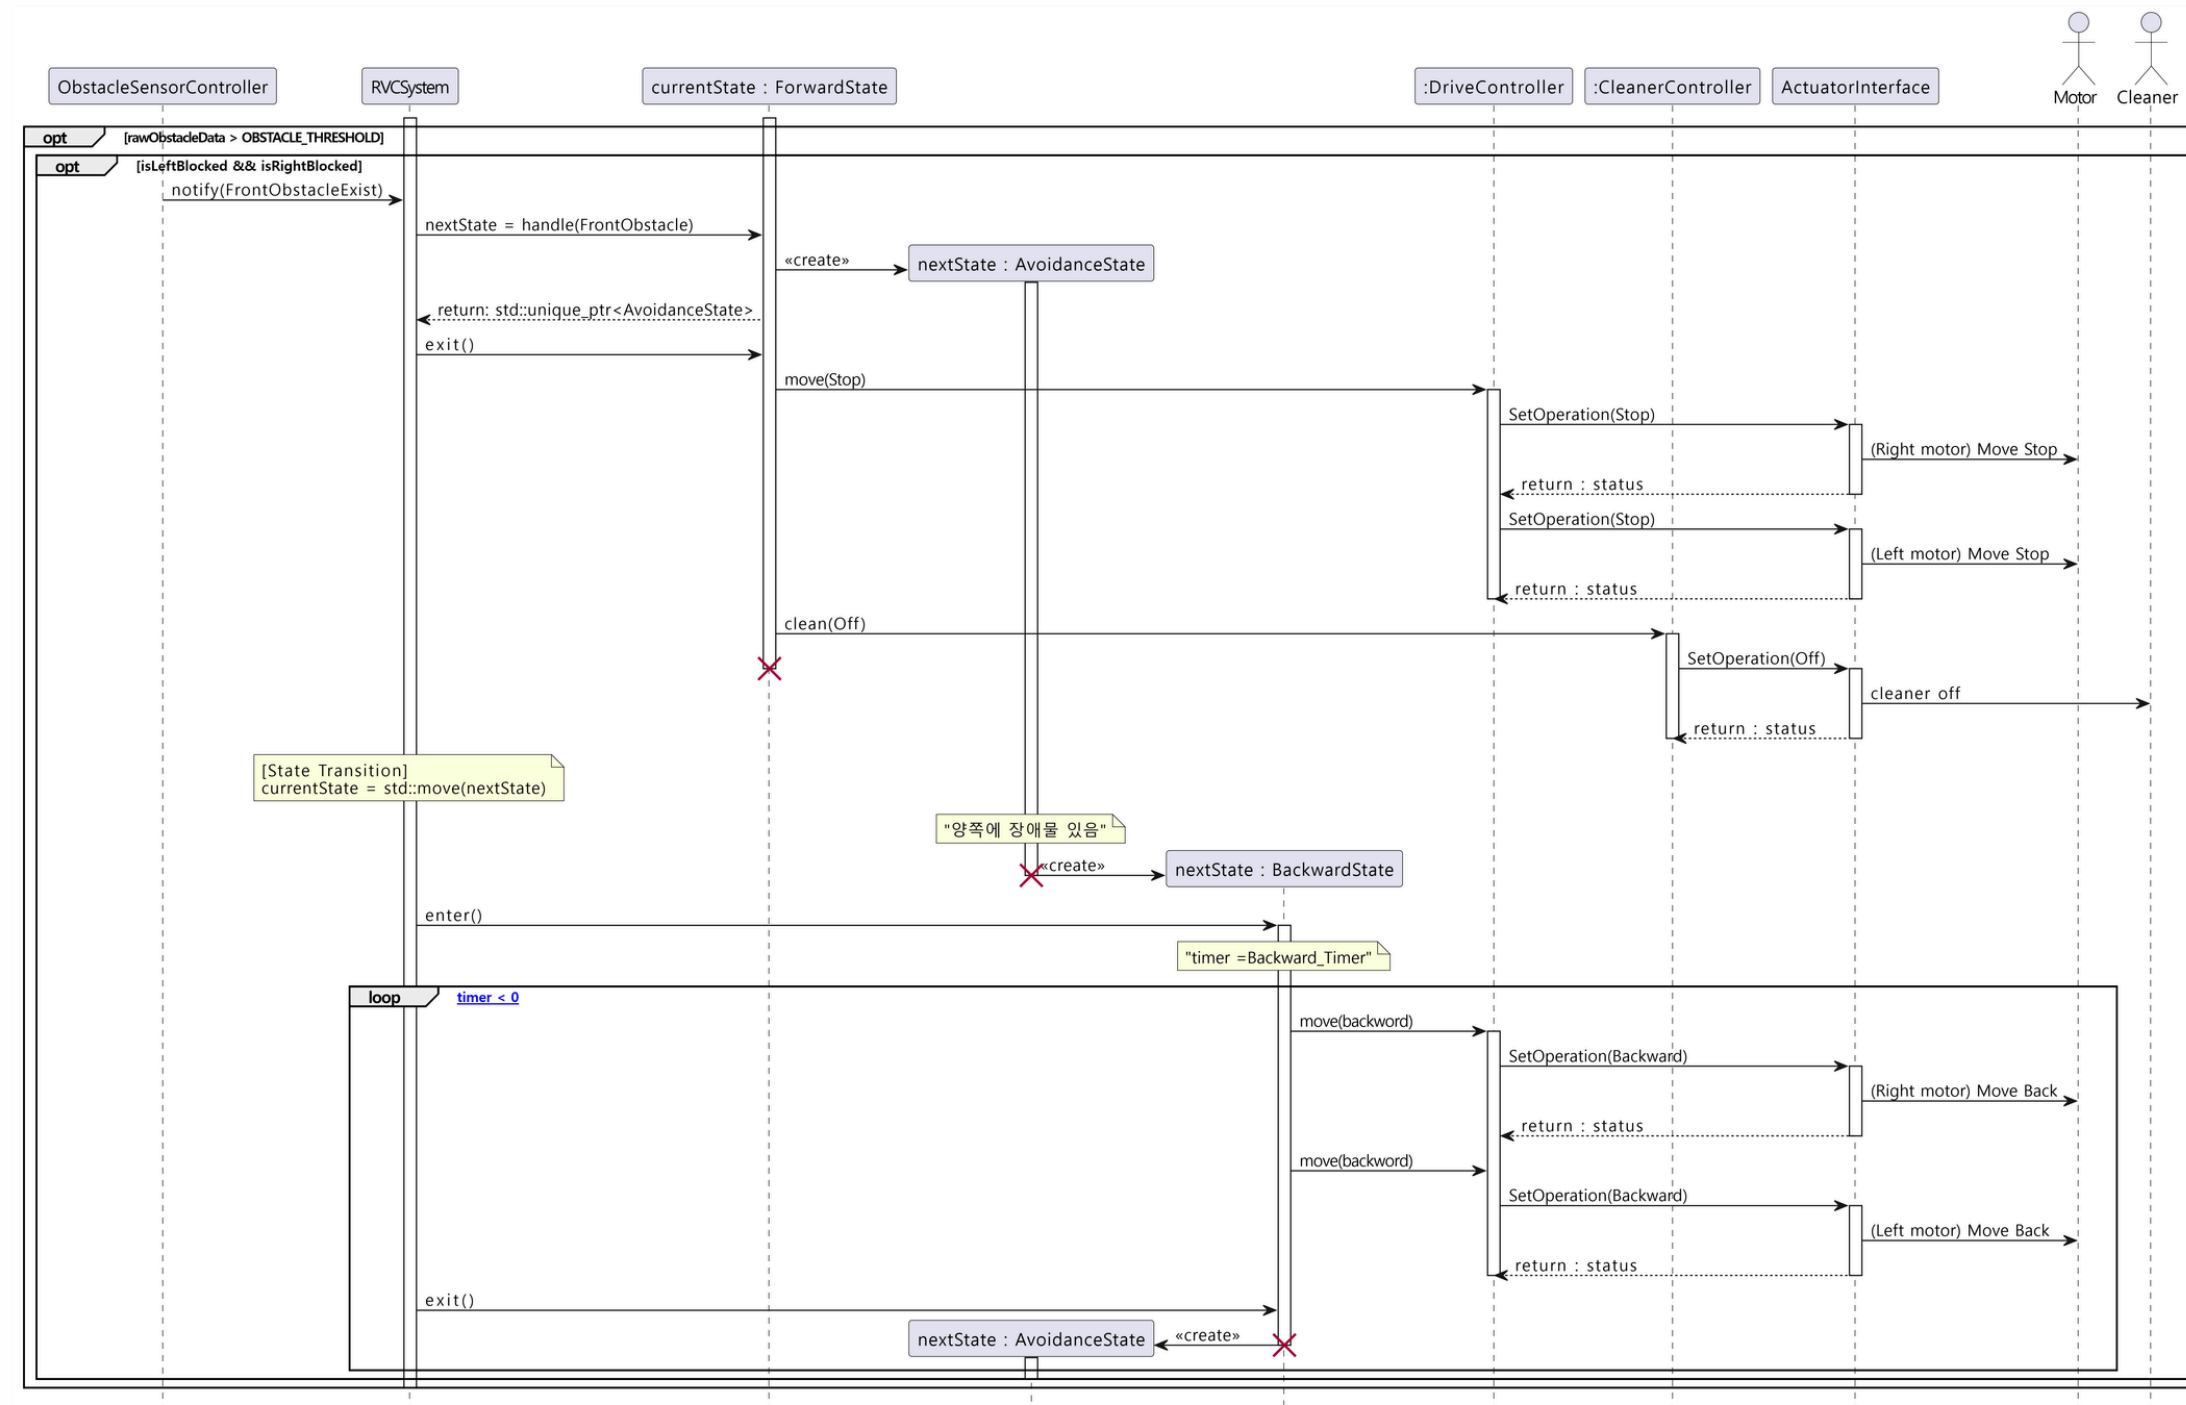 Motor
Cleaner
ObstacleSensorController
RVCSystem
currentState : ForwardState
:DriveController
:CleanerController
ActuatorInterface
opt
[rawObstacleData > OBSTACLE_THRESHOLD]
opt
[isLeftBlocked && isRightBlocked]
notify(FrontObstacleExist)
nextState = handle(FrontObstacle)
«create»
nextState : AvoidanceState
return: std::unique_ptr<AvoidanceState>
exit()
move(Stop)
SetOperation(Stop)
(Right motor) Move Stop
return : status
SetOperation(Stop)
(Left motor) Move Stop
return : status
clean(Off)
SetOperation(Off)
cleaner off
return : status
[State Transition]
currentState = std::move(nextState)
"양쪽에 장애물 있음"
«create»
nextState : BackwardState
enter()
"timer =Backward_Timer"
loop
timer < 0
move(backword)
SetOperation(Backward)
(Right motor) Move Back
return : status
move(backword)
SetOperation(Backward)
(Left motor) Move Back
return : status
exit()
nextState : AvoidanceState
«create»